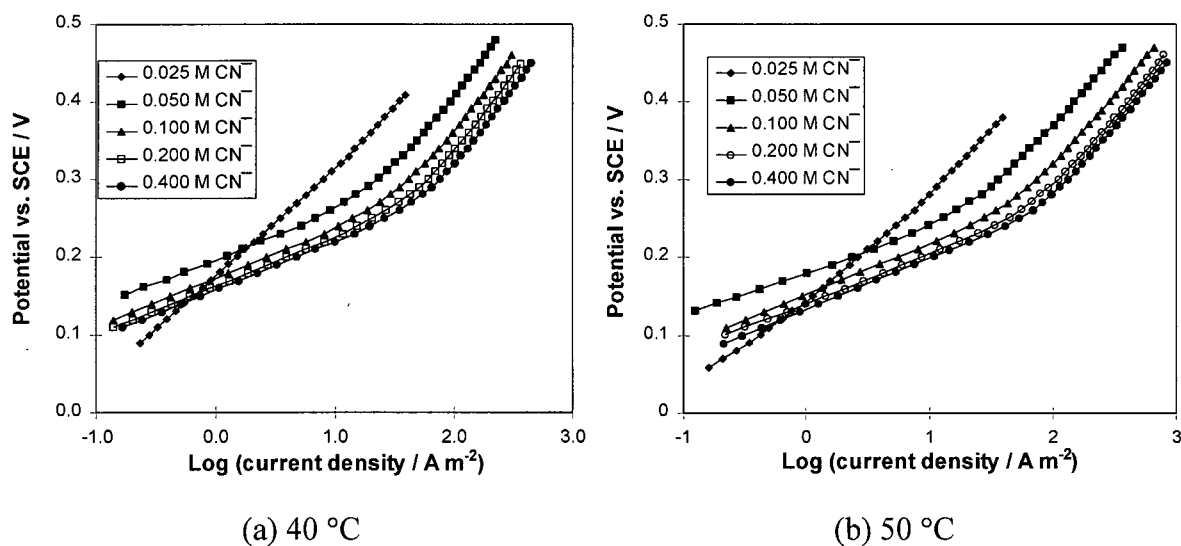 0.5
0.4
0.3
0.2
0.1
0.0
Potential vs. SCE / V
0.025 M CN⁻
0.050 M CN⁻
0.100 M CN⁻
0.200 M CN⁻
0.400 M CN⁻
-1.0 0.0 1.0 2.0 3.0
Log (current density / A m⁻²)
(a) 40 °C
0.5
0.4
0.3
0.2
0.1
0
Potential vs. SCE / V
0.025 M CN⁻
0.050 M CN⁻
0.100 M CN⁻
0.200 M CN⁻
0.400 M CN⁻
-1 0 1 2 3
Log (current density / A m⁻²)
(b) 50 °C